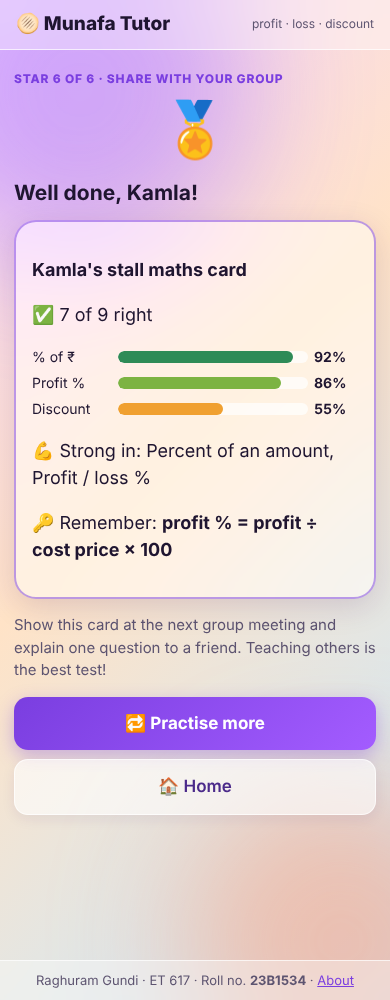 Munafa Tutor
profit · loss · discount
STAR 6 OF 6 · SHARE WITH YOUR GROUP
Well done, Kamla!
Kamla's stall maths card
✅ 7 of 9 right
% of ₹ 92%
Profit % 86%
Discount 55%
💪 Strong in: Percent of an amount,
Profit / loss %
🔑 Remember: profit % = profit ÷
cost price × 100
Show this card at the next group meeting and
explain one question to a friend. Teaching others is
the best test!
🔁 Practise more
🏠 Home
Raghuram Gundi · ET 617 · Roll no. 23B1534 · About